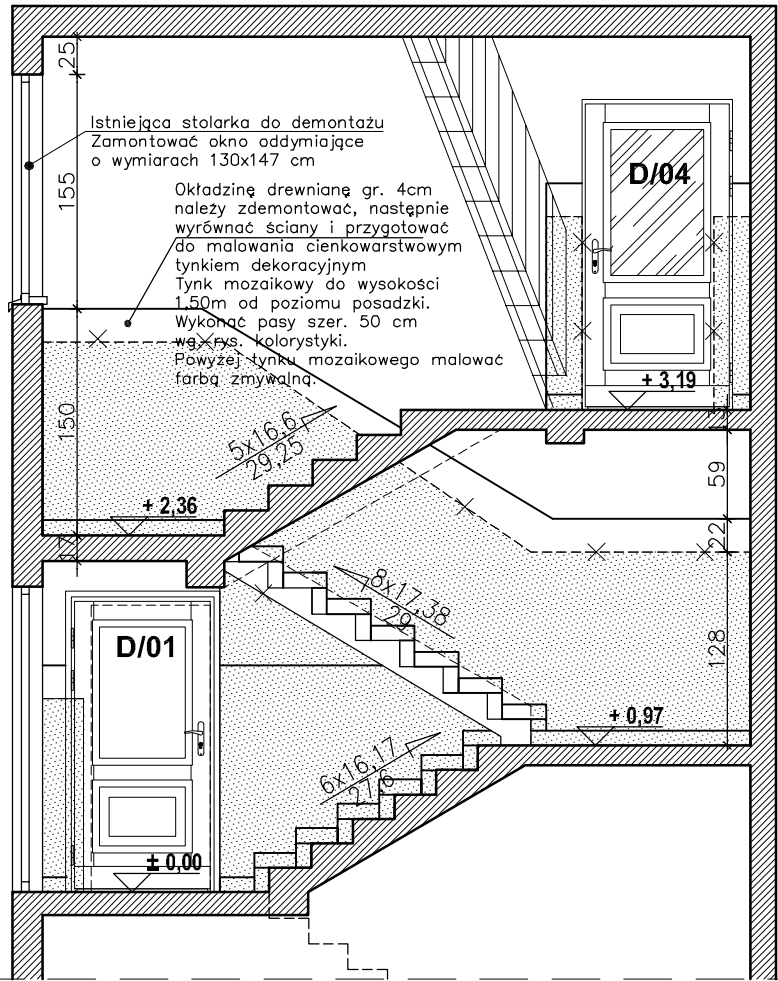 25
Istniejąca stolarka do demontażu
Zamontować okno oddymiające
o wymiarach 130x147 cm
155
Okładzinę drewnianę gr. 4cm
należy zdemontować, następnie
wyrównać ściany i przygotować
do malowania cienkowarstwowym
tynkiem dekoracyjnym
Tynk mozaikowy do wysokości
1,50m od poziomu posadzki.
Wykonać pasy szer. 50 cm
wg. rys. kolorystyki.
Powyżej tynku mozaikowego malować
farbą zmywalną.
D/04
+ 3,19
150
5x16,6
29,25
59
+ 2,36
22
17
8x17,38
29
128
D/01
+ 0,97
6x16,17
27,6
± 0,00